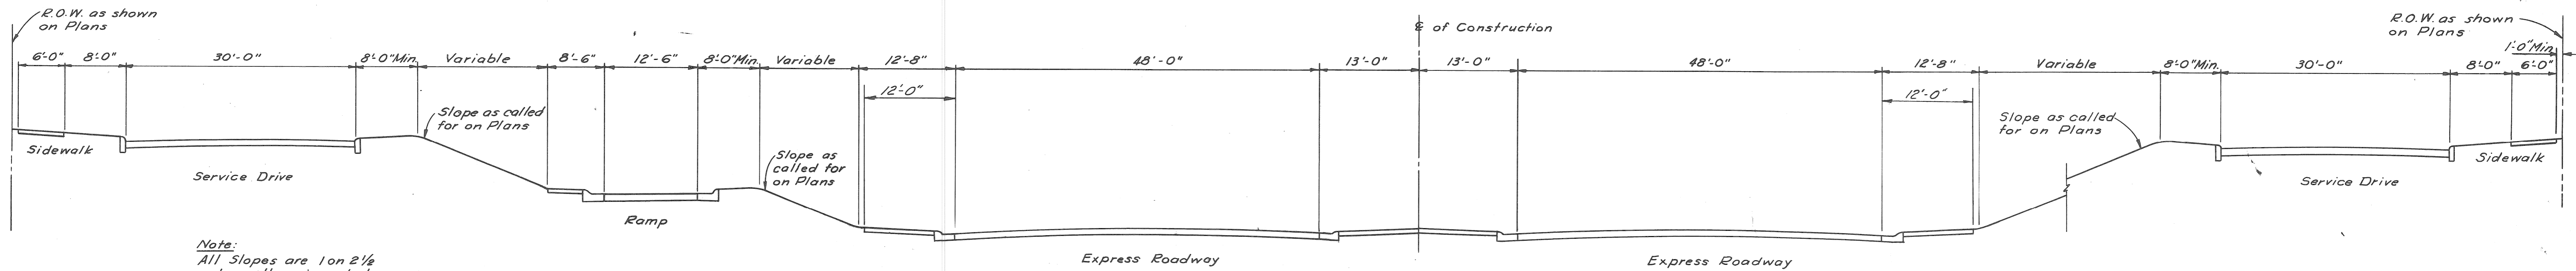 R.O.W. as shown
on Plans
℄ of Construction
R.O.W. as shown
on Plans
1'-0" Min.
6'-0" 8'-0" 30'-0" 8'-0" Min. Variable 8'-6" 12'-6" 8'-0" Min. Variable 12'-8" 48'-0" 13'-0" 13'-0" 48'-0" 12'-8" Variable 8'-0" Min. 30'-0" 8'-0" 6'-0"
12'-0"
12'-0"
Slope as called
for on Plans
Slope as
called for
on Plans
Slope as called
for on Plans
Sidewalk
Service Drive
Ramp
Express Roadway
Express Roadway
Service Drive
Sidewalk
Note:
All Slopes are 1 on 2½